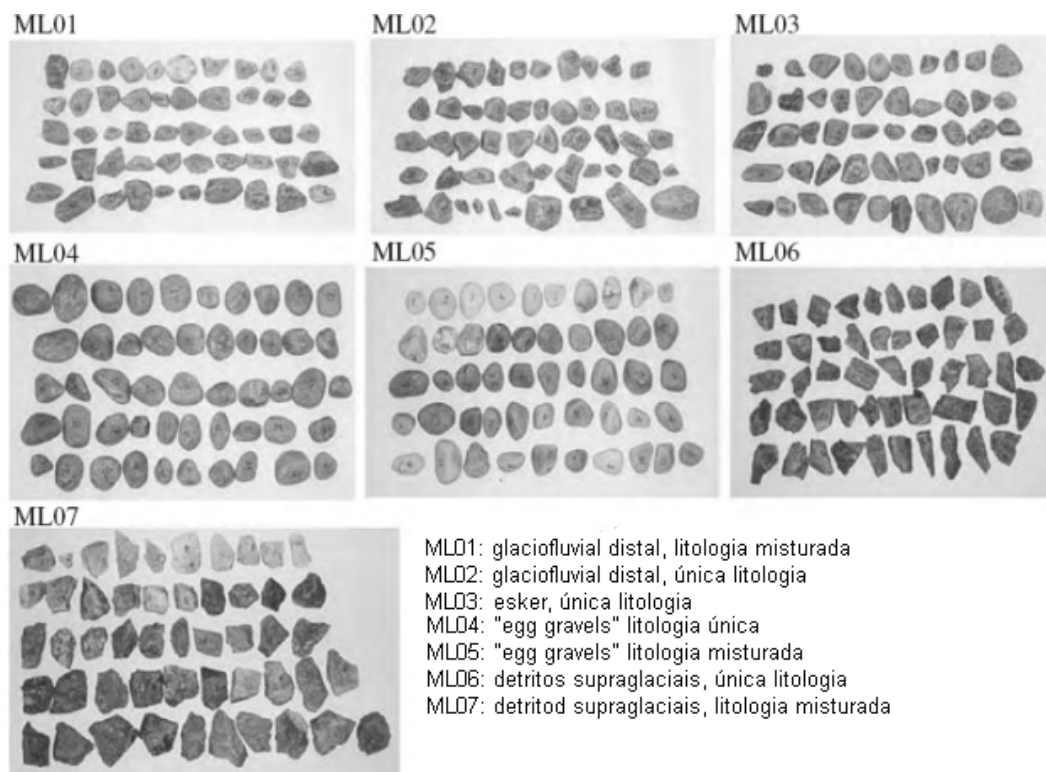 ML01
ML02
ML03
ML04
ML05
ML06
ML07
ML01: glaciofluvial distal, litologia misturada
ML02: glaciofluvial distal, única litologia
ML03: esker, única litologia
ML04: "egg gravels" litologia única
ML05: "egg gravels" litologia misturada
ML06: detritos supraglaciais, única litologia
ML07: detritod supraglaciais, litologia misturada